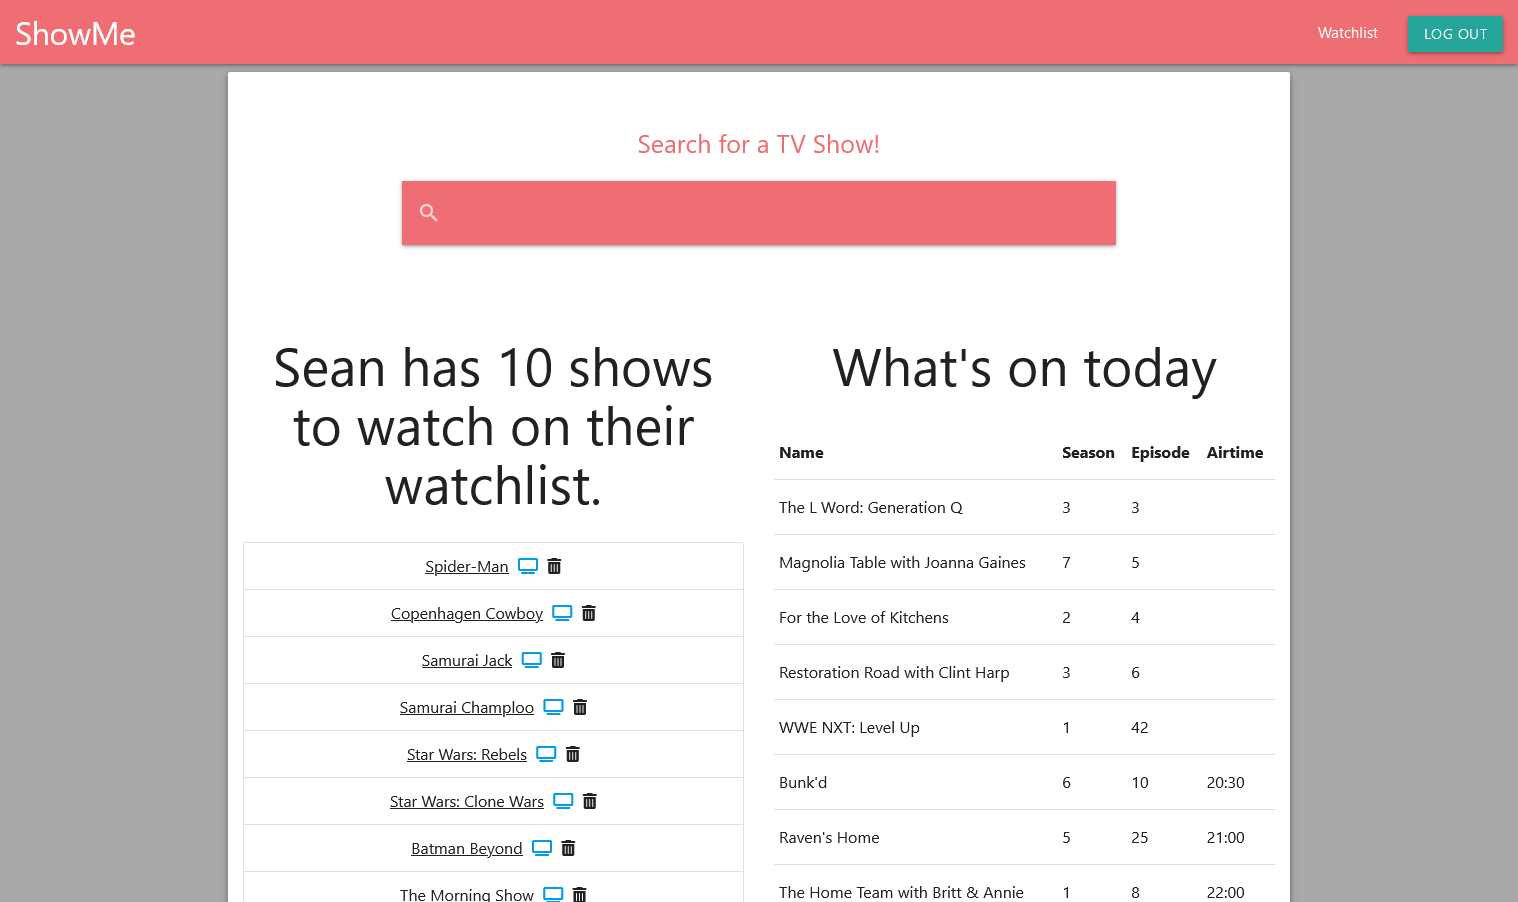 ShowMe
Watchlist
LOG OUT
Search for a TV Show!
Sean has 10 shows
to watch on their
watchlist.
Spider-Man
Copenhagen Cowboy
Samurai Jack
Samurai Champloo
Star Wars: Rebels
Star Wars: Clone Wars
Batman Beyond
The Morning Show
What's on today
Name Season Episode Airtime
The L Word: Generation Q 3 3
Magnolia Table with Joanna Gaines 7 5
For the Love of Kitchens 2 4
Restoration Road with Clint Harp 3 6
WWE NXT: Level Up 1 42
Bunk'd 6 10 20:30
Raven's Home 5 25 21:00
The Home Team with Britt & Annie 1 8 22:00